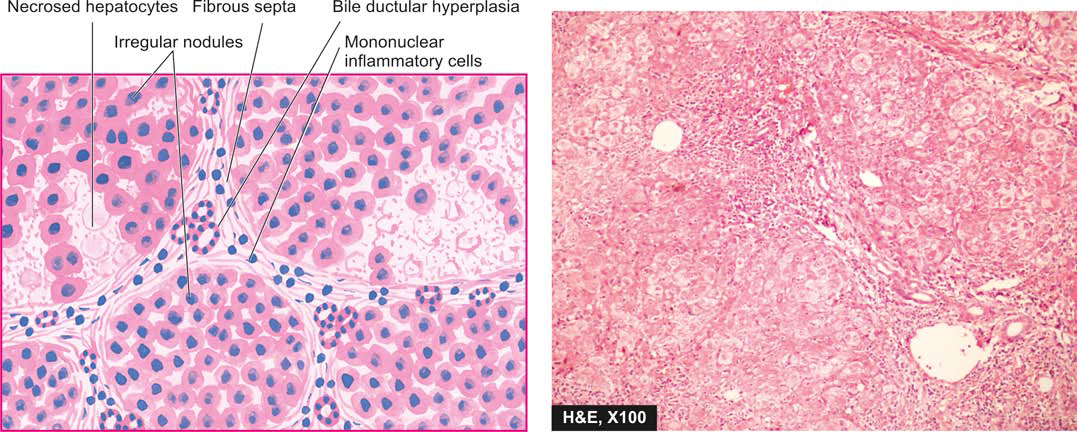 Necrosed hepatocytes
Fibrous septa
Bile ductular hyperplasia
Irregular nodules
Mononuclear
inflammatory cells
H&E, X100